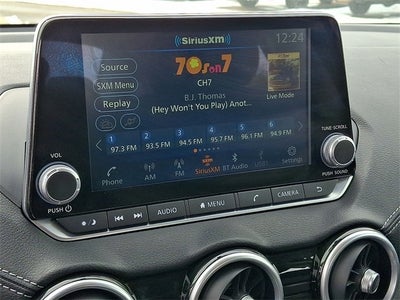 SiriusXM
12:24
Source
70s on 7
SXM Menu
CH7
Replay
B.J. Thomas
Live Mode
(Hey Won't You Play) Anot...
1 2 3 4 5 6
97.3 FM 93.5 FM 94.5 FM 95.7 FM 96.1 FM 94.9 FM
Phone AM FM SiriusXM BT Audio USB1 Settings
VOL
TUNE·SCROLL
PUSH
PUSH SOUND
AUDIO MENU CAMERA